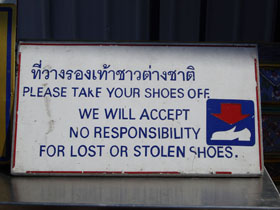 ที่วางรองเท้าชาวต่างชาติ
PLEASE TAKE YOUR SHOES OFF
WE WILL ACCEPT
NO RESPONSIBILITY
FOR LOST OR STOLEN SHOES.